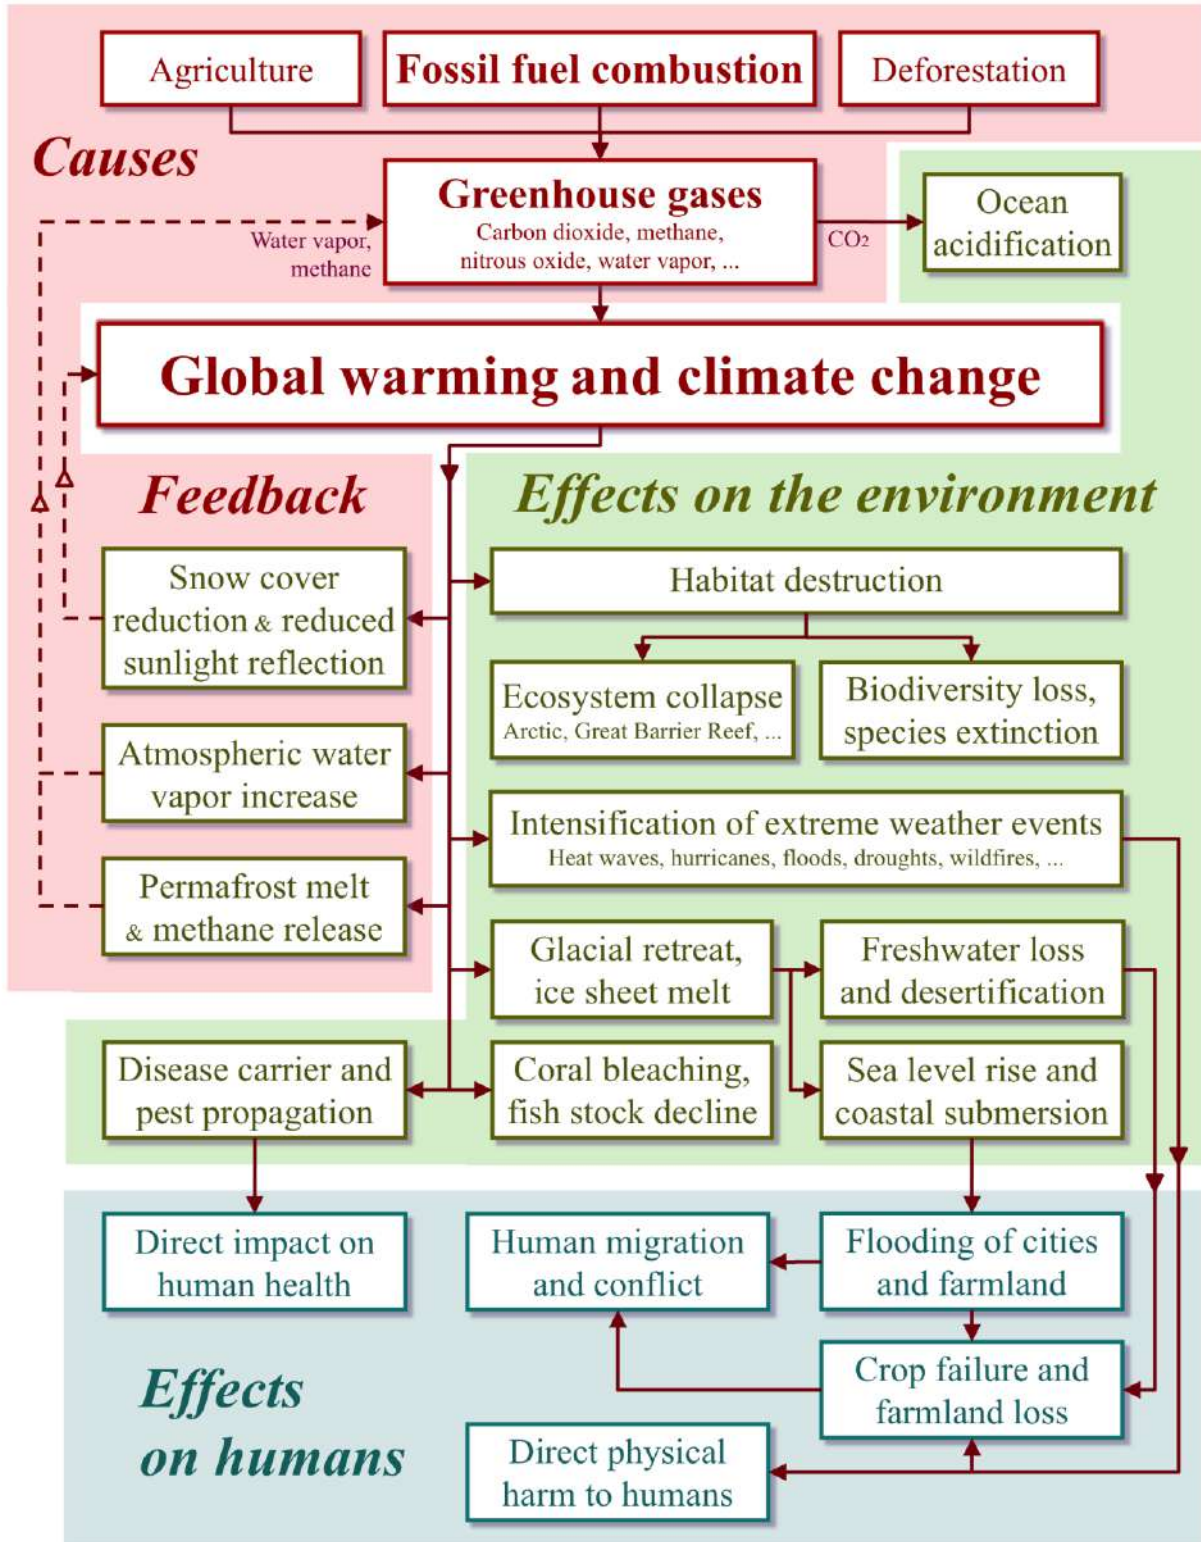 Agriculture
Fossil fuel combustion
Deforestation
Causes
Greenhouse gases
Carbon dioxide, methane,
nitrous oxide, water vapor, ...
Water vapor,
methane
CO₂
Ocean
acidification
Global warming and climate change
Feedback
Effects on the environment
Snow cover
reduction & reduced
sunlight reflection
Atmospheric water
vapor increase
Permafrost melt
& methane release
Habitat destruction
Ecosystem collapse
Arctic, Great Barrier Reef, ...
Biodiversity loss,
species extinction
Intensification of extreme weather events
Heat waves, hurricanes, floods, droughts, wildfires, ...
Glacial retreat,
ice sheet melt
Freshwater loss
and desertification
Disease carrier and
pest propagation
Coral bleaching,
fish stock decline
Sea level rise and
coastal submersion
Direct impact on
human health
Human migration
and conflict
Flooding of cities
and farmland
Crop failure and
farmland loss
Effects
on humans
Direct physical
harm to humans